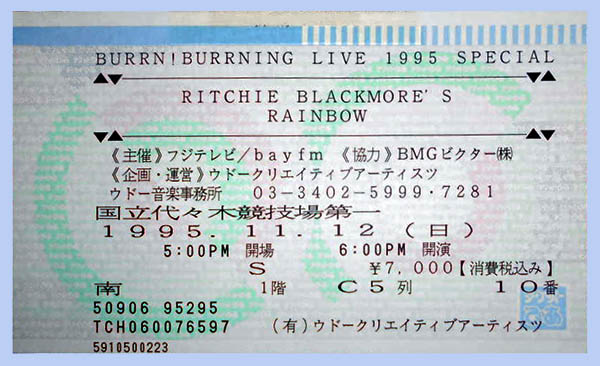 BURRN!BURRNING LIVE 1995 SPECIAL
RITCHIE BLACKMORE'S
RAINBOW
《主催》フジテレビ/bayfm 《協力》BMGビクター㈱
《企画・運営》ウドークリエイティブアーティスツ
ウドー音楽事務所 03-3402-5999・7281
国立代々木競技場第一
1995. 11. 12 (日)
5:00PM 開場 6:00PM 開演
S ¥7,000【消費税込み】
南 1階 C5列 10番
50906 95295
TCH060076597 (有)ウドークリエイティブアーティスツ
5910500223